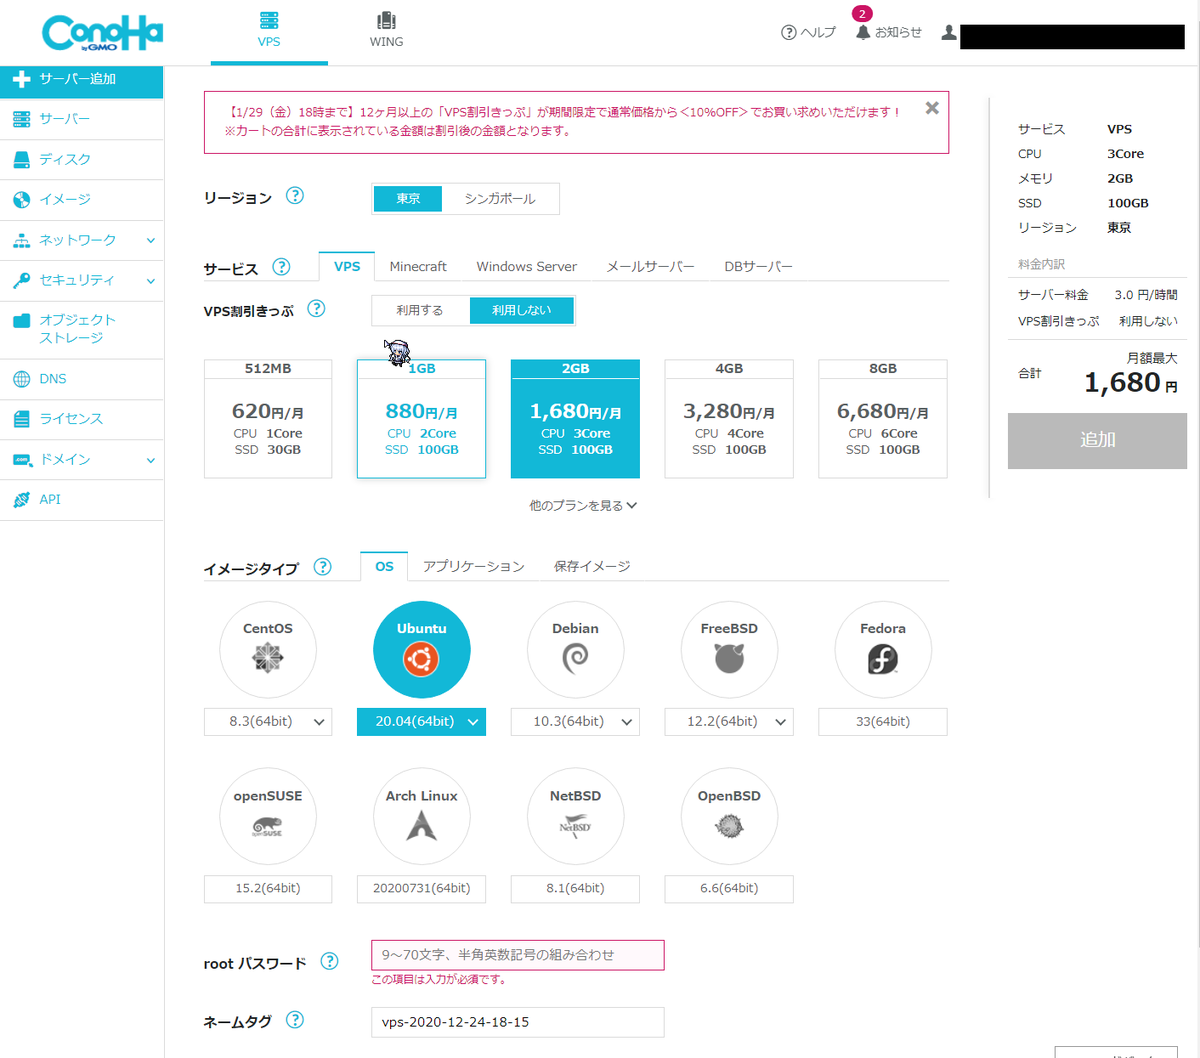 ConoHa
by GMO
VPS
WING
ヘルプ
2
お知らせ
サーバー追加
サーバー
ディスク
イメージ
ネットワーク
セキュリティ
オブジェクト
ストレージ
DNS
ライセンス
ドメイン
API
【1/29（金）18時まで】12ヶ月以上の「VPS割引きっぷ」が期間限定で通常価格から＜10%OFF＞でお買い求めいただけます！
※カートの合計に表示されている金額は割引後の金額となります。
リージョン
東京
シンガポール
サービス
VPS
Minecraft
Windows Server
メールサーバー
DBサーバー
VPS割引きっぷ
利用する
利用しない
512MB
620円/月
CPU 1Core
SSD 30GB
1GB
880円/月
CPU 2Core
SSD 100GB
2GB
1,680円/月
CPU 3Core
SSD 100GB
4GB
3,280円/月
CPU 4Core
SSD 100GB
8GB
6,680円/月
CPU 6Core
SSD 100GB
他のプランを見る
イメージタイプ
OS
アプリケーション
保存イメージ
CentOS
8.3(64bit)
Ubuntu
20.04(64bit)
Debian
10.3(64bit)
FreeBSD
12.2(64bit)
Fedora
33(64bit)
openSUSE
openSUSE
15.2(64bit)
Arch Linux
20200731(64bit)
NetBSD
NetBSD
8.1(64bit)
OpenBSD
6.6(64bit)
root パスワード
9～70文字、半角英数記号の組み合わせ
この項目は入力が必須です。
ネームタグ
vps-2020-12-24-18-15
サービス VPS
CPU 3Core
メモリ 2GB
SSD 100GB
リージョン 東京
料金内訳
サーバー料金 3.0 円/時間
VPS割引きっぷ 利用しない
月額最大
合計 1,680 円
追加